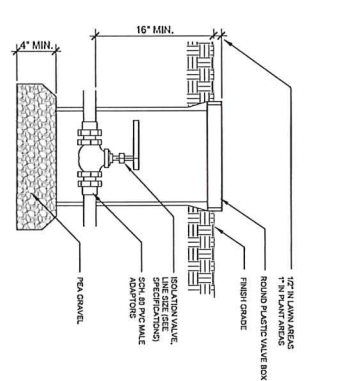 16" MIN.
4" MIN.
1/2" IN LAWN AREAS
1" IN PLANT AREAS
ROUND PLASTIC VALVE BOX
FINISH GRADE
ISOLATION VALVE,
LINE SIZE (SEE
SPECIFICATIONS)
SCH. 80 PVC MALE
ADAPTORS
PEA GRAVEL